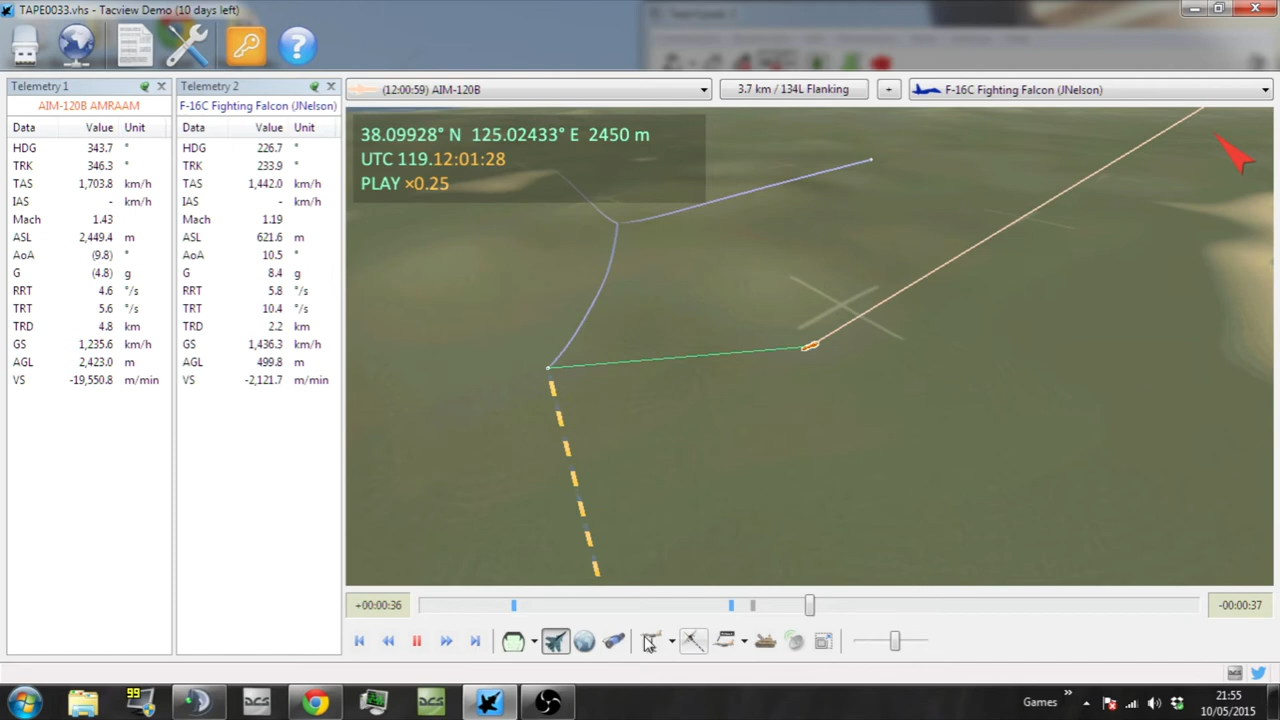 TAPE0033.vhs - Tacview Demo (10 days left)
Telemetry 1
AIM-120B AMRAAM
Data Value Unit
HDG 343.7 °
TRK 346.3 °
TAS 1,703.8 km/h
IAS - km/h
Mach 1.43
ASL 2,449.4 m
AoA (9.8) °
G (4.8) g
RRT 4.6 °/s
TRT 5.6 °/s
TRD 4.8 km
GS 1,235.6 km/h
AGL 2,423.0 m
VS -19,550.8 m/min
Telemetry 2
F-16C Fighting Falcon (JNelson)
Data Value Unit
HDG 226.7 °
TRK 233.9 °
TAS 1,442.0 km/h
IAS - km/h
Mach 1.19
ASL 621.6 m
AoA 10.5 °
G 8.4 g
RRT 5.8 °/s
TRT 10.4 °/s
TRD 2.2 km
GS 1,436.3 km/h
AGL 499.8 m
VS -2,121.7 m/min
(12:00:59) AIM-120B
3.7 km / 134L Flanking
+
F-16C Fighting Falcon (JNelson)
38.09928° N 125.02433° E 2450 m
UTC 119.12:01:28
PLAY ×0.25
+00:00:36
-00:00:37
99
DCS
DCS
Games
21:55
10/05/2015